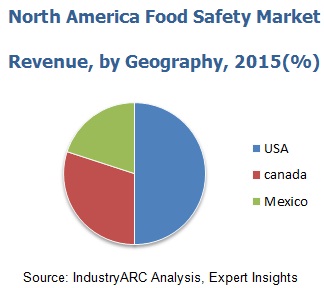 North America Food Safety Market
Revenue, by Geography, 2015(%)
USA
canada
Mexico
Source: IndustryARC Analysis, Expert Insights